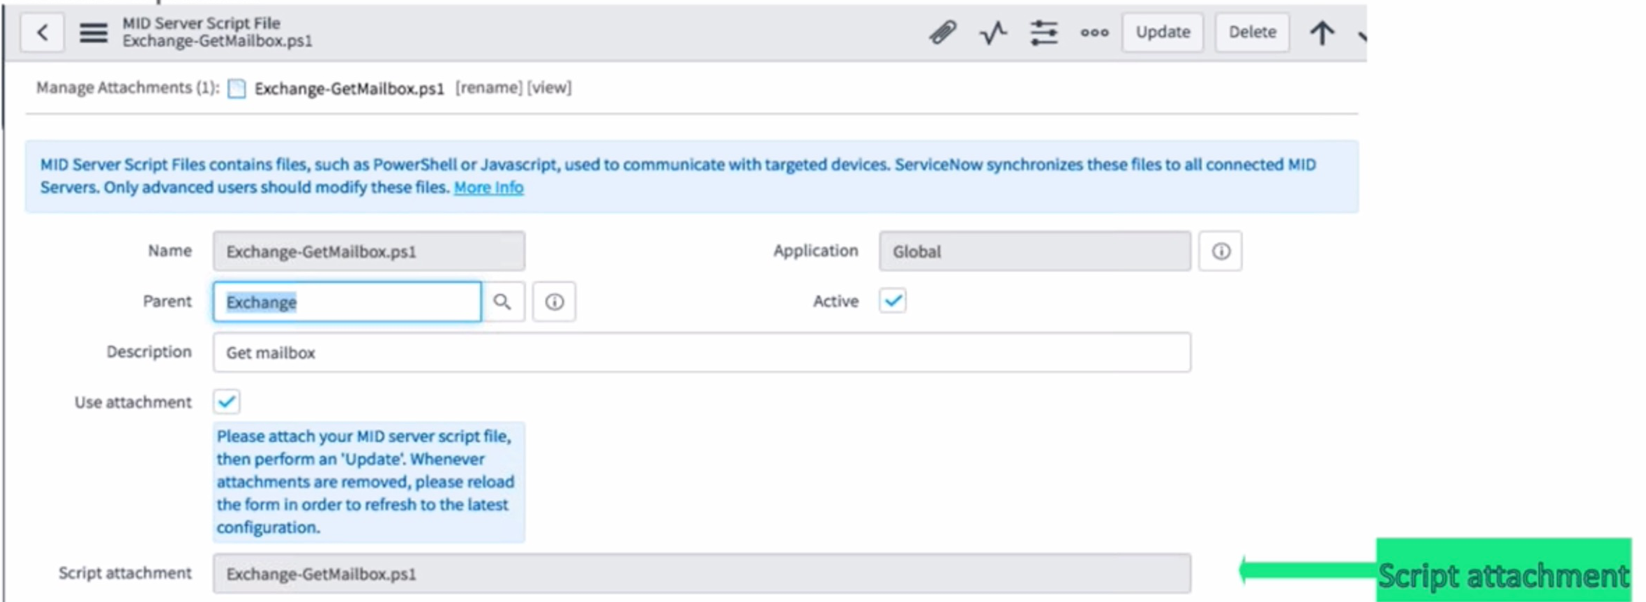 MID Server Script File
Exchange-GetMailbox.ps1
Update
Delete
Manage Attachments (1): Exchange-GetMailbox.ps1 [rename] [view]
MID Server Script Files contains files, such as PowerShell or Javascript, used to communicate with targeted devices. ServiceNow synchronizes these files to all connected MID
Servers. Only advanced users should modify these files. More Info
Name Exchange-GetMailbox.ps1
Application Global
Parent Exchange
Active
Description Get mailbox
Use attachment
Please attach your MID server script file,
then perform an 'Update'. Whenever
attachments are removed, please reload
the form in order to refresh to the latest
configuration.
Script attachment Exchange-GetMailbox.ps1
Script attachment